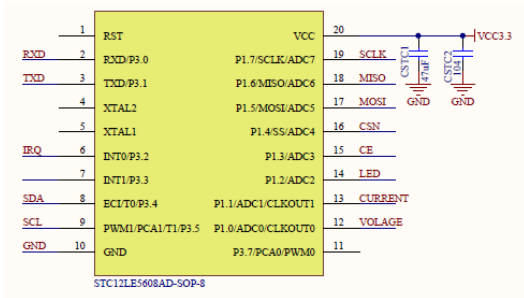 1 RST VCC 20 VCC3.3
RXD 2 RXD/P3.0 P1.7/SCLK/ADC7 19 SCLK
TXD 3 TXD/P3.1 P1.6/MISO/ADC6 18 MISO
CSTC1
47uF
CSTC2
104
4 XTAL2 P1.5/MOSI/ADC5 17 MOSI GND GND
5 XTAL1 P1.4/SS/ADC4 16 CSN
IRQ 6 INT0/P3.2 P1.3/ADC3 15 CE
7 INT1/P3.3 P1.2/ADC2 14 LED
SDA 8 ECI/T0/P3.4 P1.1/ADC1/CLKOUT1 13 CURRENT
SCL 9 PWM1/PCA1/T1/P3.5 P1.0/ADC0/CLKOUT0 12 VOLAGE
GND 10 GND P3.7/PCA0/PWM0 11
STC12LE5608AD-SOP-8